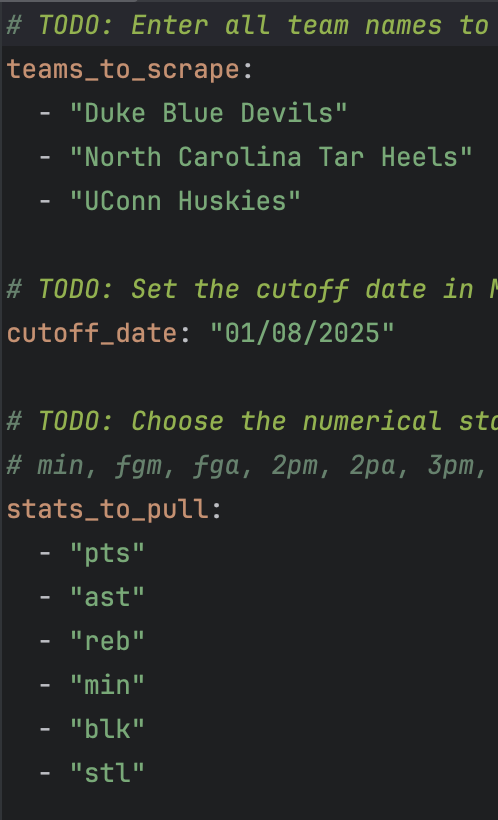 # TODO: Enter all team names to
teams_to_scrape:
  - "Duke Blue Devils"
  - "North Carolina Tar Heels"
  - "UConn Huskies"
# TODO: Set the cutoff date in
cutoff_date: "01/08/2025"
# TODO: Choose the numerical
# min, fgm, fga, 2pm, 2pa, 3pm,
stats_to_pull:
  - "pts"
  - "ast"
  - "reb"
  - "min"
  - "blk"
  - "stl"